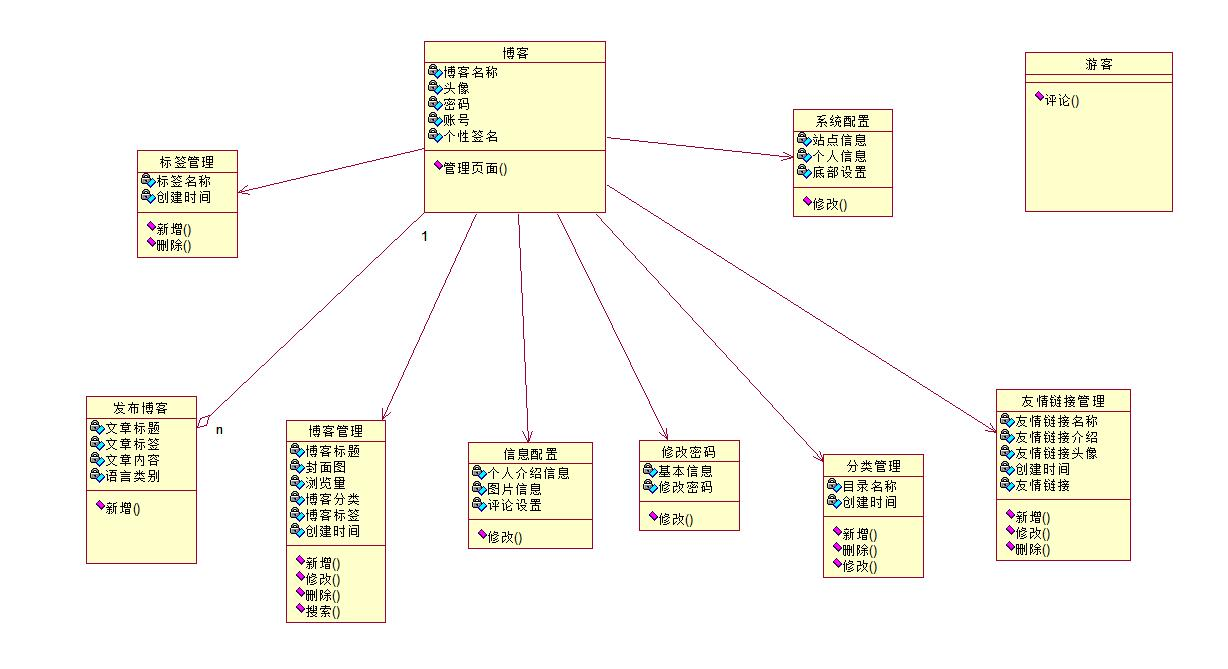 博客
博客名称
头像
密码
账号
个性签名
管理页面()
游客
评论()
系统配置
站点信息
个人信息
底部设置
修改()
标签管理
标签名称
创建时间
新增()
删除()
1
n
发布博客
文章标题
文章标签
文章内容
语言类别
新增()
博客管理
博客标题
封面图
浏览量
博客分类
博客标签
创建时间
新增()
修改()
删除()
搜索()
信息配置
个人介绍信息
图片信息
评论设置
修改()
修改密码
基本信息
修改密码
修改()
分类管理
目录名称
创建时间
新增()
删除()
修改()
友情链接管理
友情链接名称
友情链接介绍
友情链接头像
创建时间
友情链接
新增()
修改()
删除()